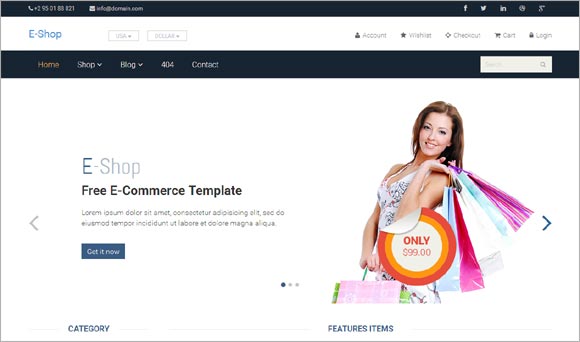 +2 95 01 88 821
info@domain.com
E-Shop
USA
DOLLAR
Account
Wishlist
Checkout
Cart
Login
Home
Shop
Blog
404
Contact
Search
E-Shop
Free E-Commerce Template
Lorem ipsum dolor sit amet, consectetur adipisicing elit, sed do
eiusmod tempor incididunt ut labore et dolore magna aliqua.
Get it now
ONLY
$99.00
CATEGORY
FEATURES ITEMS